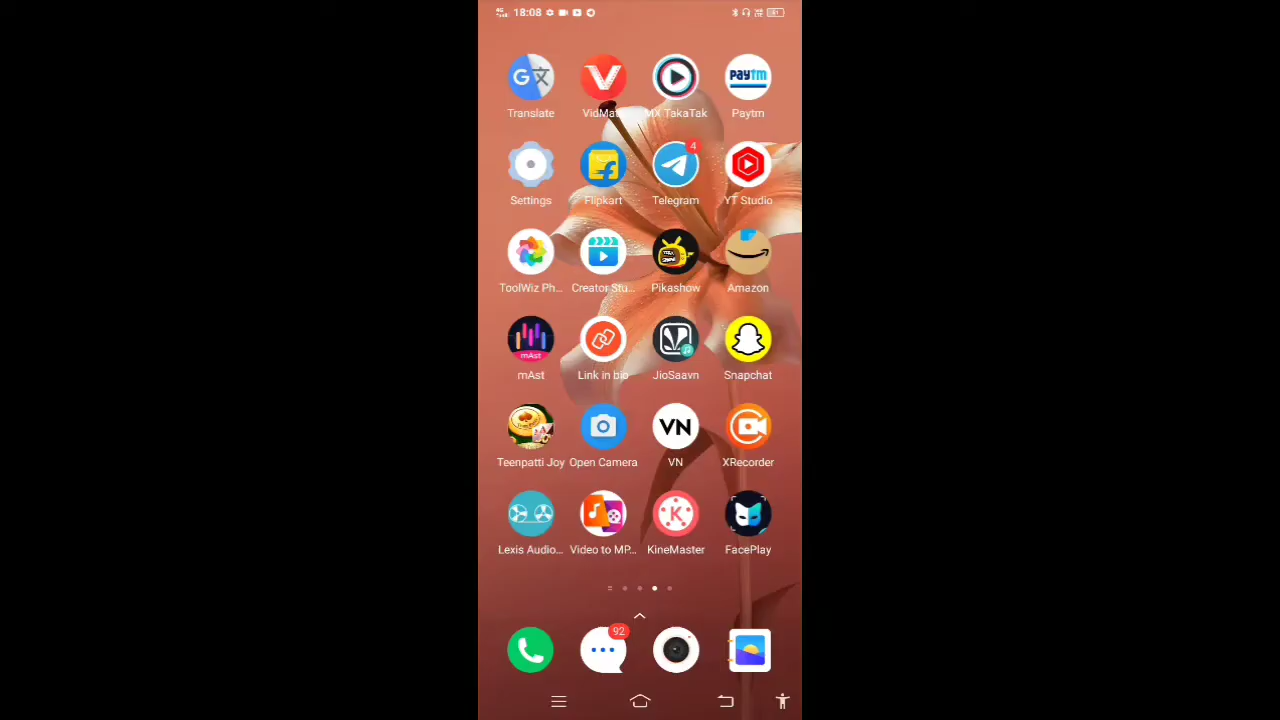 4G 18:08
Translate VidMa MX TakaTak Paytm
4
Settings Flipkart Telegram YT Studio
ToolWiz Ph... Creator Stu... Pikashow Amazon
mAst Link in bio JioSaavn Snapchat
Teenpatti Joy Open Camera VN XRecorder
Lexis Audio... Video to MP... KineMaster FacePlay
92